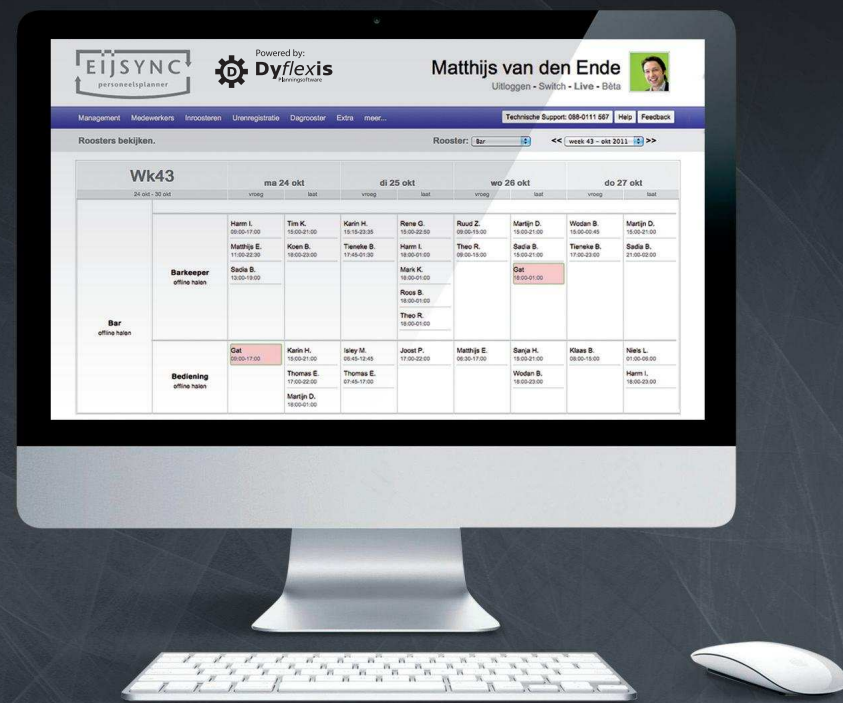 EIJSYNC
personeelsplanner
Powered by:
Dyflexis
Planningsoftware
Matthijs van den Ende
Uitloggen - Switch - Live - Bèta
Management Medewerkers Inroosteren Urenregistratie Dagrooster Extra meer...
Technische Support: 088-0111 567 Help Feedback
Roosters bekijken.
Rooster: Bar << week 43 - okt 2011 >>
Wk43 ma 24 okt di 25 okt wo 26 okt do 27 okt
24 okt - 30 okt vroeg laat vroeg laat vroeg laat vroeg laat
Bar
offline halen
Barkeeper
offline halen
Harm I. Tim K. Karin H. Rene G. Ruud Z. Martijn D. Wodan B. Martijn D.
09:00-17:00 15:00-21:00 15:15-23:35 15:00-22:50 09:00-15:00 15:00-21:00 15:00-00:45 15:00-21:00
Matthijs E. Koen B. Tieneke B. Harm I. Theo R. Sadia B. Tieneke B. Sadia B.
11:00-22:30 18:00-23:00 17:45-01:30 18:00-01:00 09:00-15:00 15:00-21:00 17:00-23:00 21:00-02:00
Sadia B. Mark K. Gat
13:00-19:00 18:00-01:00 18:00-01:00
Roos B.
18:00-01:00
Theo R.
18:00-01:00
Bediening
offline halen
Gat Karin H. Isley M. Joost P. Matthijs E. Sanja H. Klaas B. Niels L.
09:00-17:00 15:00-21:00 08:45-12:45 17:00-22:00 08:30-17:00 15:00-21:00 08:00-15:00 01:00-06:00
Thomas E. Thomas E. Wodan B. Harm I.
17:00-22:00 07:45-17:00 18:00-23:00 18:00-23:00
Martijn D.
18:00-01:00